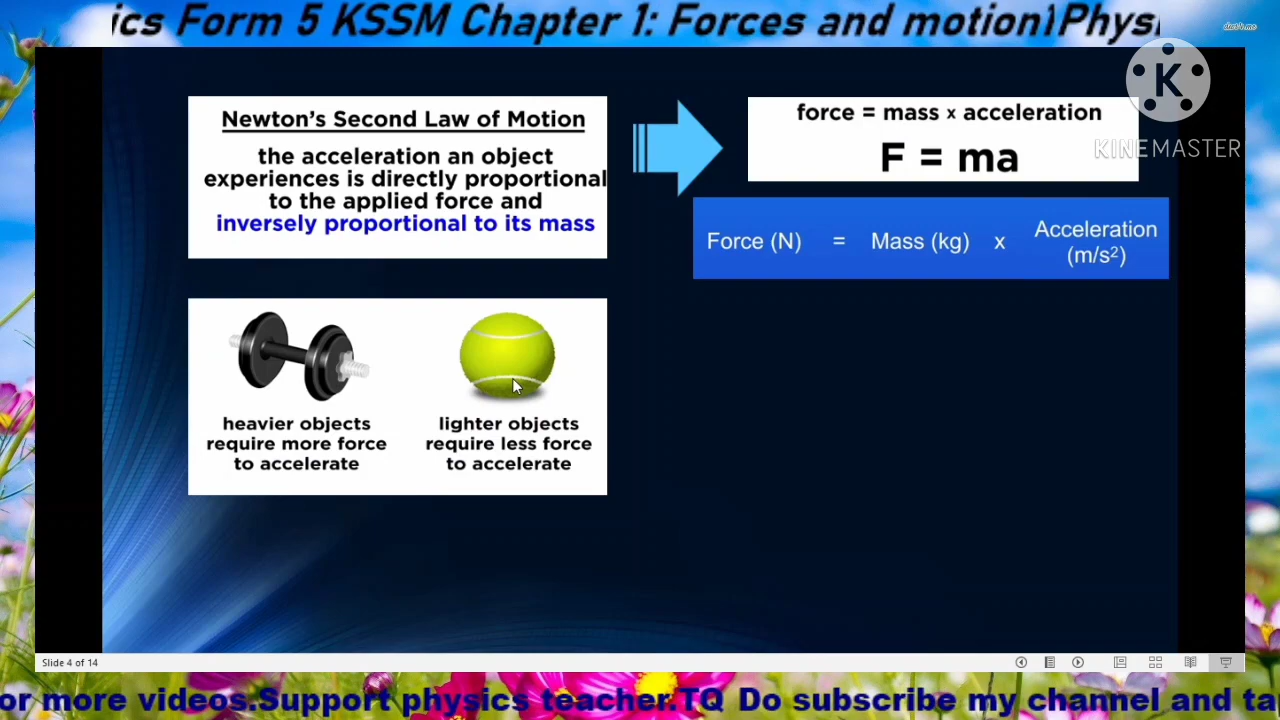 ics Form 5 KSSM Chapter 1: Forces and motion1Physi
K
KINEMASTER
Newton's Second Law of Motion
the acceleration an object
experiences is directly proportional
to the applied force and
inversely proportional to its mass
force = mass x acceleration
F = ma
Force (N) = Mass (kg) x Acceleration (m/s²)
heavier objects
require more force
to accelerate
lighter objects
require less force
to accelerate
Slide 4 of 14
or more videos.Support physics teacher.TQ Do subscribe my channel and ta